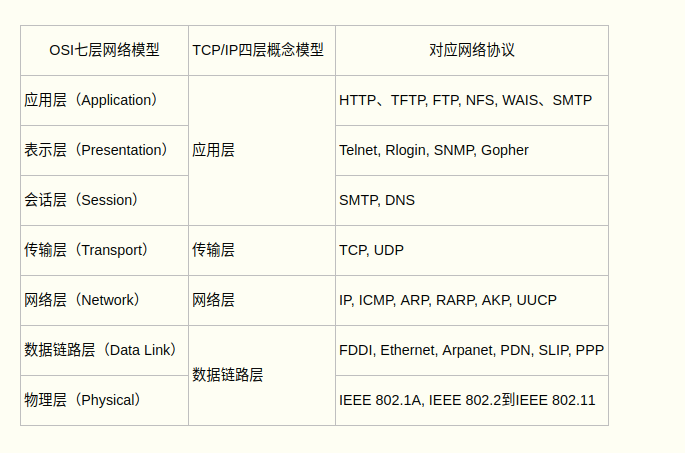 OSI七层网络模型 TCP/IP四层概念模型 对应网络协议
应用层（Application） HTTP、TFTP, FTP, NFS, WAIS、SMTP
表示层（Presentation） 应用层 Telnet, Rlogin, SNMP, Gopher
会话层（Session） SMTP, DNS
传输层（Transport） 传输层 TCP, UDP
网络层（Network） 网络层 IP, ICMP, ARP, RARP, AKP, UUCP
数据链路层（Data Link） FDDI, Ethernet, Arpanet, PDN, SLIP, PPP
数据链路层
物理层（Physical） IEEE 802.1A, IEEE 802.2到IEEE 802.11